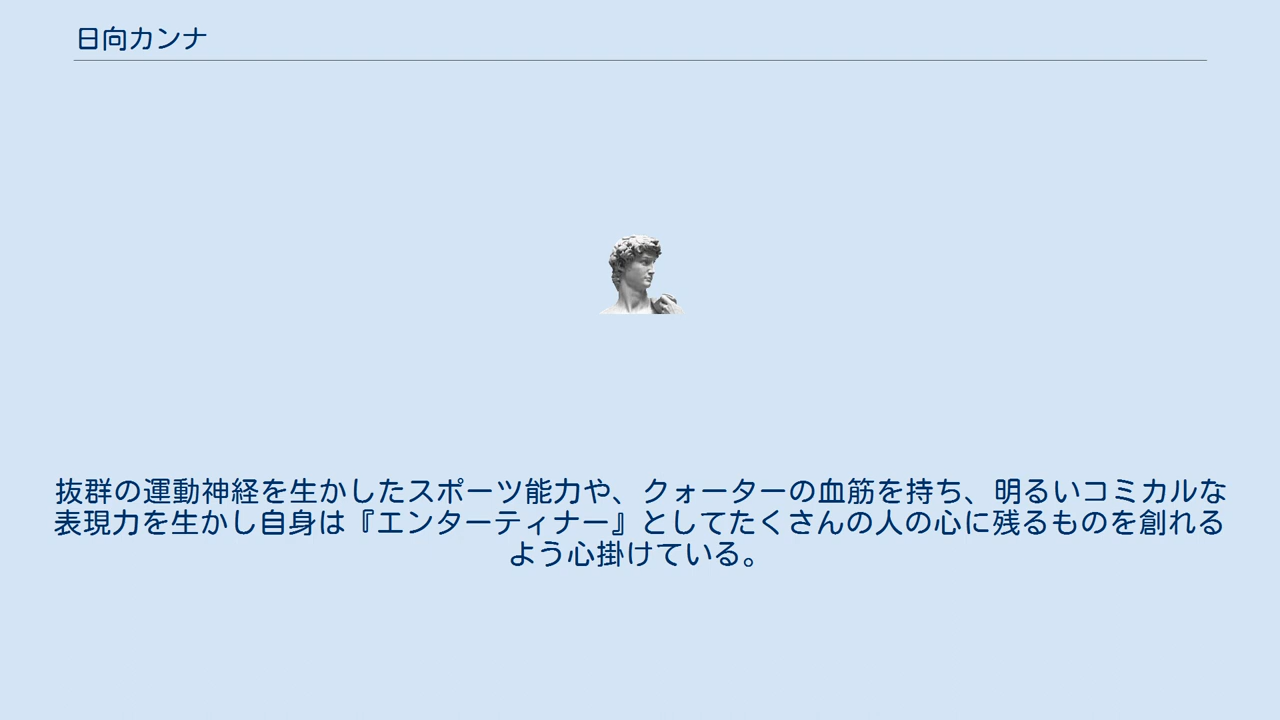 日向カンナ
抜群の運動神経を生かしたスポーツ能力や、クォーターの血筋を持ち、明るいコミカルな
表現力を生かし自身は『エンターティナー』としてたくさんの人の心に残るものを創れる
よう心掛けている。